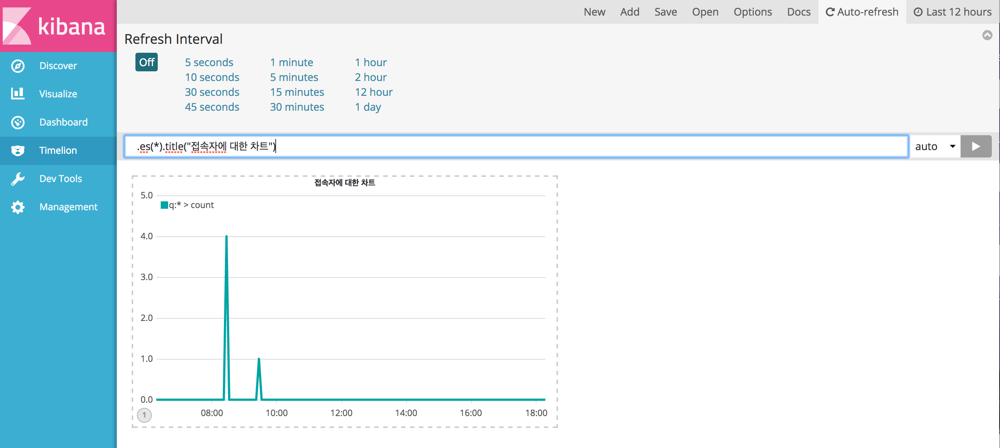 kibana
New Add Save Open Options Docs Auto-refresh Last 12 hours
Discover
Visualize
Dashboard
Timelion
Dev Tools
Management
Refresh Interval
Off 5 seconds 1 minute 1 hour
10 seconds 5 minutes 2 hour
30 seconds 15 minutes 12 hour
45 seconds 30 minutes 1 day
.es(*).title("접속자에 대한 차트") auto
접속자에 대한 차트
q:* > count
5.0
4.0
3.0
2.0
1.0
0.0
08:00 10:00 12:00 14:00 16:00 18:00
1